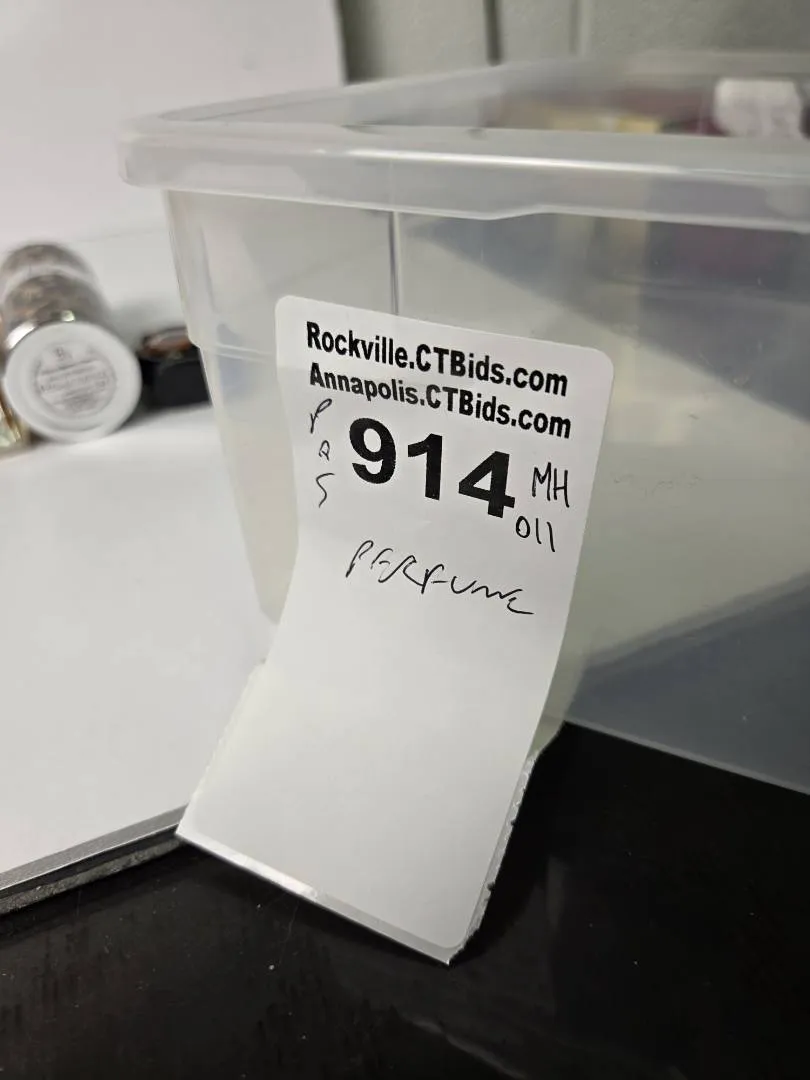 Rockville.CTBids.com
Annapolis.CTBids.com
P
A
S
914
MH
011
PERFUME